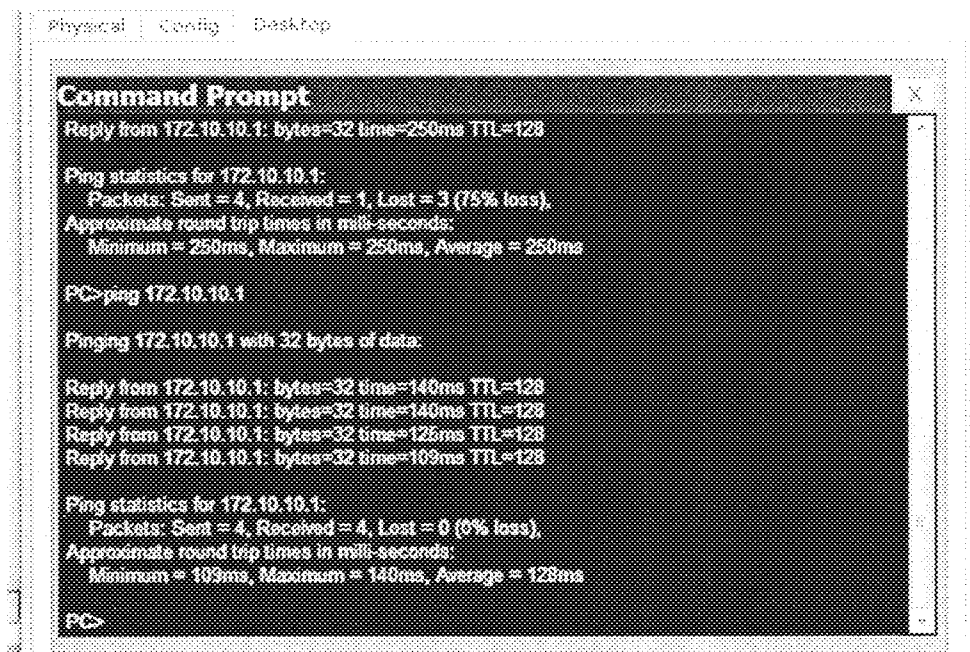 Physical Config Desktop
Command Prompt X
Reply from 172.10.10.1: bytes=32 time=250ms TTL=128
Ping statistics for 172.10.10.1:
Packets: Sent = 4, Received = 1, Lost = 3 (75% loss),
Approximate round trip times in milli-seconds:
Minimum = 250ms, Maximum = 250ms, Average = 250ms
PC>ping 172.10.10.1
Pinging 172.10.10.1 with 32 bytes of data:
Reply from 172.10.10.1: bytes=32 time=140ms TTL=128
Reply from 172.10.10.1: bytes=32 time=140ms TTL=128
Reply from 172.10.10.1: bytes=32 time=125ms TTL=128
Reply from 172.10.10.1: bytes=32 time=109ms TTL=128
Ping statistics for 172.10.10.1:
Packets: Sent = 4, Received = 4, Lost = 0 (0% loss),
Approximate round trip times in milli-seconds:
Minimum = 109ms, Maximum = 140ms, Average = 128ms
PC>